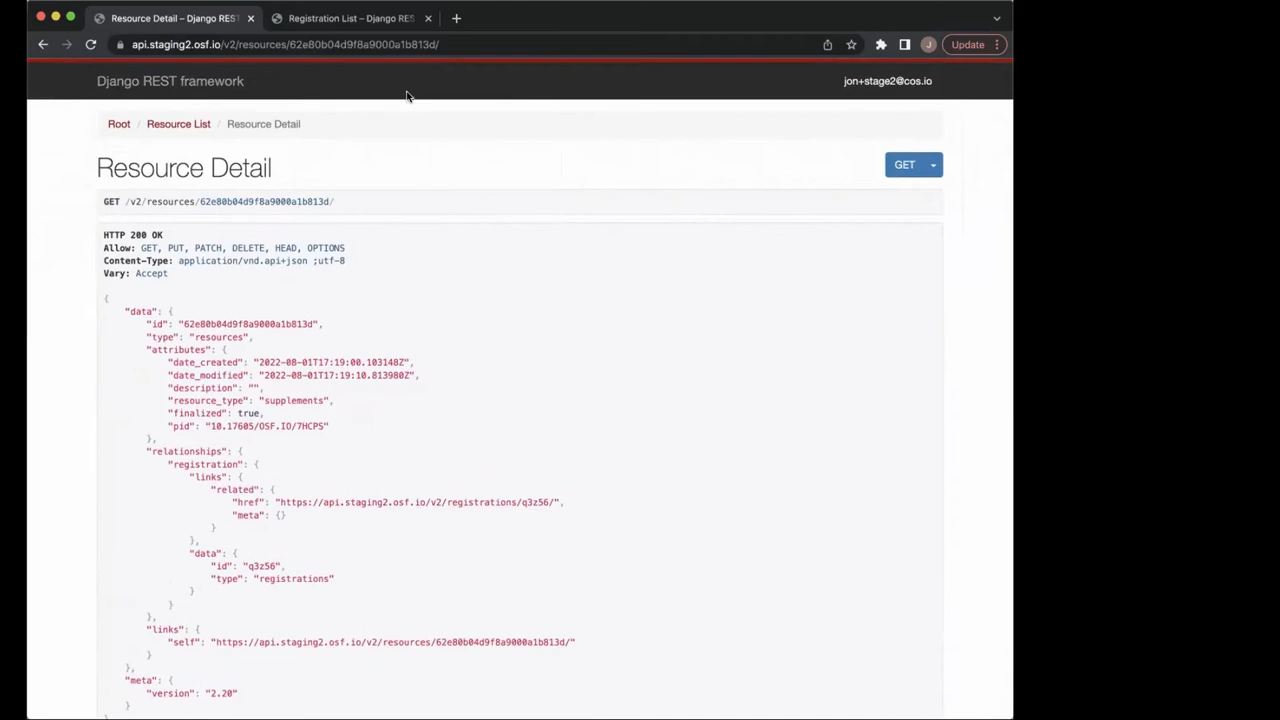 Resource Detail – Django REST
Registration List – Django RES
api.staging2.osf.io/v2/resources/62e80b04d9f8a9000a1b813d/
J
Update
Django REST framework
jon+stage2@cos.io
Root / Resource List / Resource Detail
Resource Detail
GET
GET /v2/resources/62e80b04d9f8a9000a1b813d/
HTTP 200 OK
Allow: GET, PUT, PATCH, DELETE, HEAD, OPTIONS
Content-Type: application/vnd.api+json ;utf-8
Vary: Accept
{
"data": {
"id": "62e80b04d9f8a9000a1b813d",
"type": "resources",
"attributes": {
"date_created": "2022-08-01T17:19:00.103148Z",
"date_modified": "2022-08-01T17:19:10.813980Z",
"description": "",
"resource_type": "supplements",
"finalized": true,
"pid": "10.17605/OSF.IO/7HCPS"
},
"relationships": {
"registration": {
"links": {
"related": {
"href": "https://api.staging2.osf.io/v2/registrations/q3z56/",
"meta": {}
}
},
"data": {
"id": "q3z56",
"type": "registrations"
}
}
},
"links": {
"self": "https://api.staging2.osf.io/v2/resources/62e80b04d9f8a9000a1b813d/"
}
},
"meta": {
"version": "2.20"
}
}